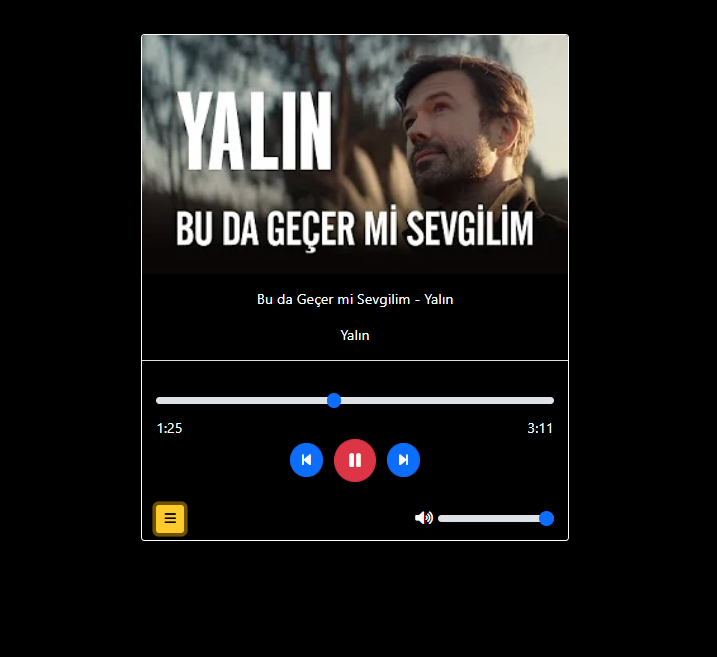 YALIN
BU DA GEÇER Mİ SEVGİLİM
Bu da Geçer mi Sevgilim - Yalın
Yalın
1:25 3:11